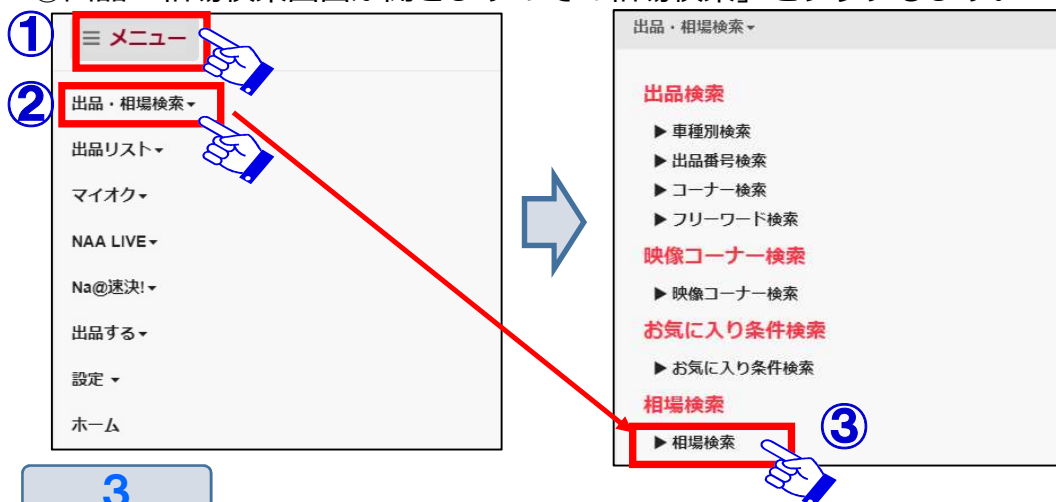 ①
≡ メニュー
②
出品・相場検索▾
出品リスト▾
マイオク▾
NAA LIVE▾
Na@速決!▾
出品する▾
設定 ▾
ホーム
3
出品・相場検索▾
出品検索
▶ 車種別検索
▶ 出品番号検索
▶ コーナー検索
▶ フリーワード検索
映像コーナー検索
▶ 映像コーナー検索
お気に入り条件検索
▶ お気に入り条件検索
相場検索
▶ 相場検索
③